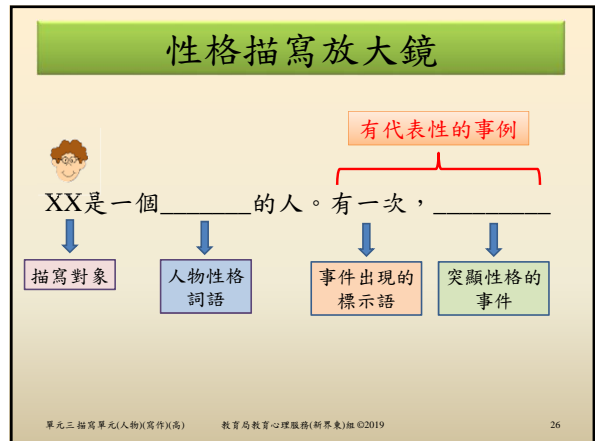 性格描寫放大鏡
有代表性的事例
XX是一個_______的人。有一次，_________
描寫對象
人物性格
詞語
事件出現的
標示語
突顯性格的
事件
單元三 描寫單元(人物)(寫作)(高) 教育局教育心理服務(新界東)組 ©2019 26